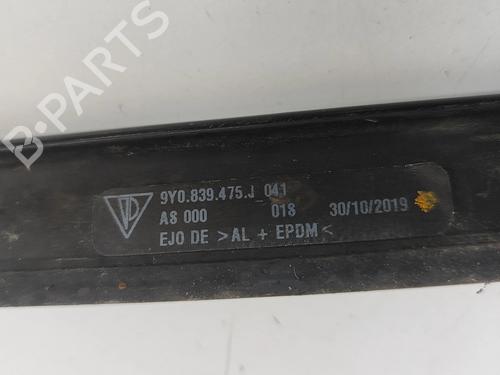 B-PARTS
9Y0.839.475.J 041
A8 000 018 30/10/2019
EJO DE >AL + EPDM<